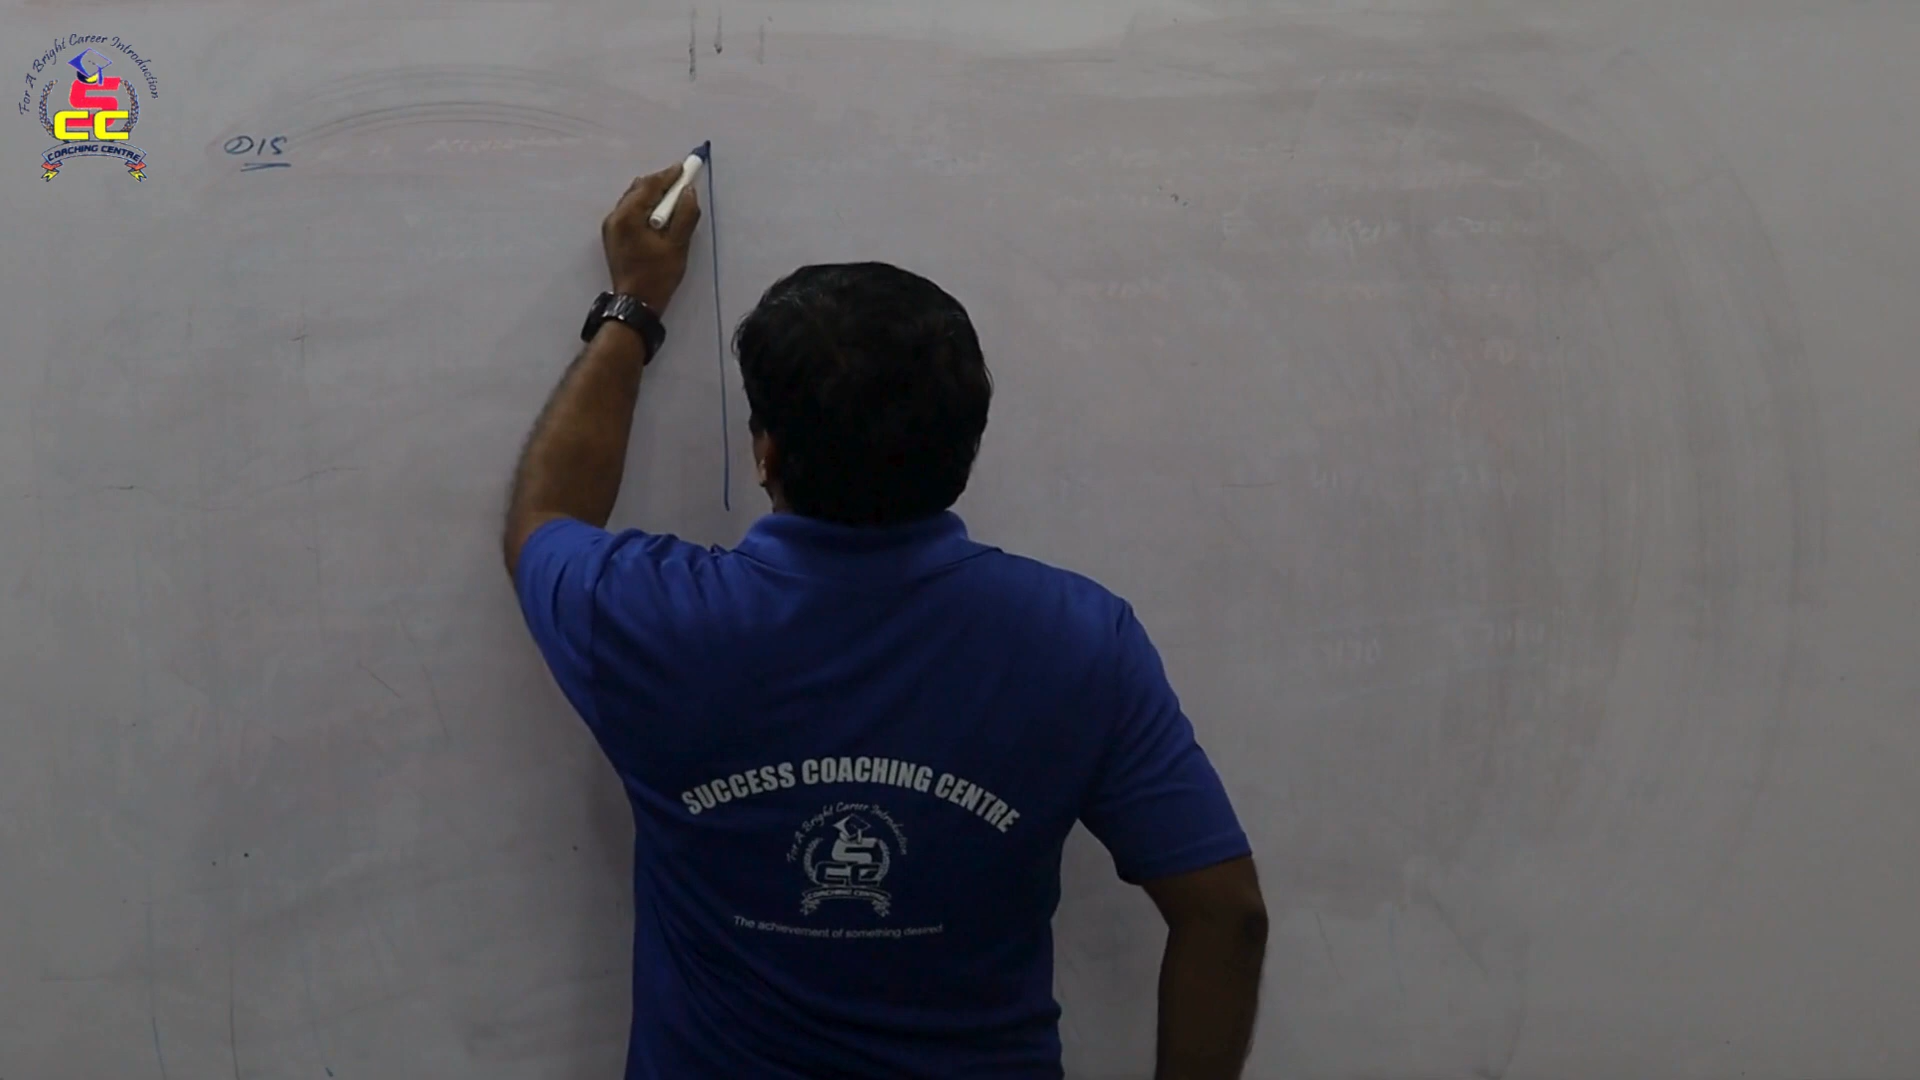 For A Bright Career Introduction
SCC
COACHING CENTRE
Q15
SUCCESS COACHING CENTRE
For A Bright Career Introduction
SCC
COACHING CENTRE
The achievement of something desired